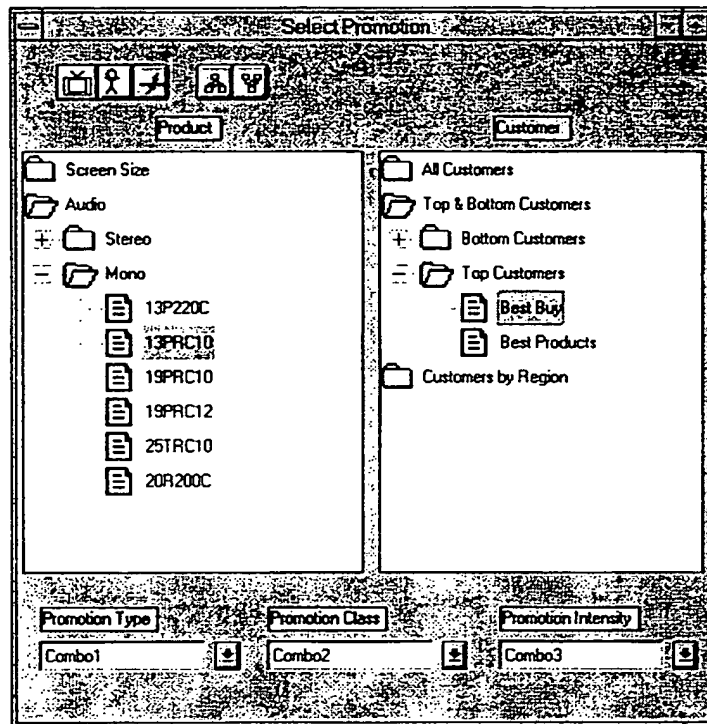 Select Promotion
Product
Customer
Screen Size
Audio
Stereo
Mono
13P220C
13PRC10
19PRC10
19PRC12
25TRC10
20R200C
All Customers
Top & Bottom Customers
Bottom Customers
Top Customers
Best Buy
Best Products
Customers by Region
Promotion Type
Promotion Class
Promotion Intensity
Combo1
Combo2
Combo3